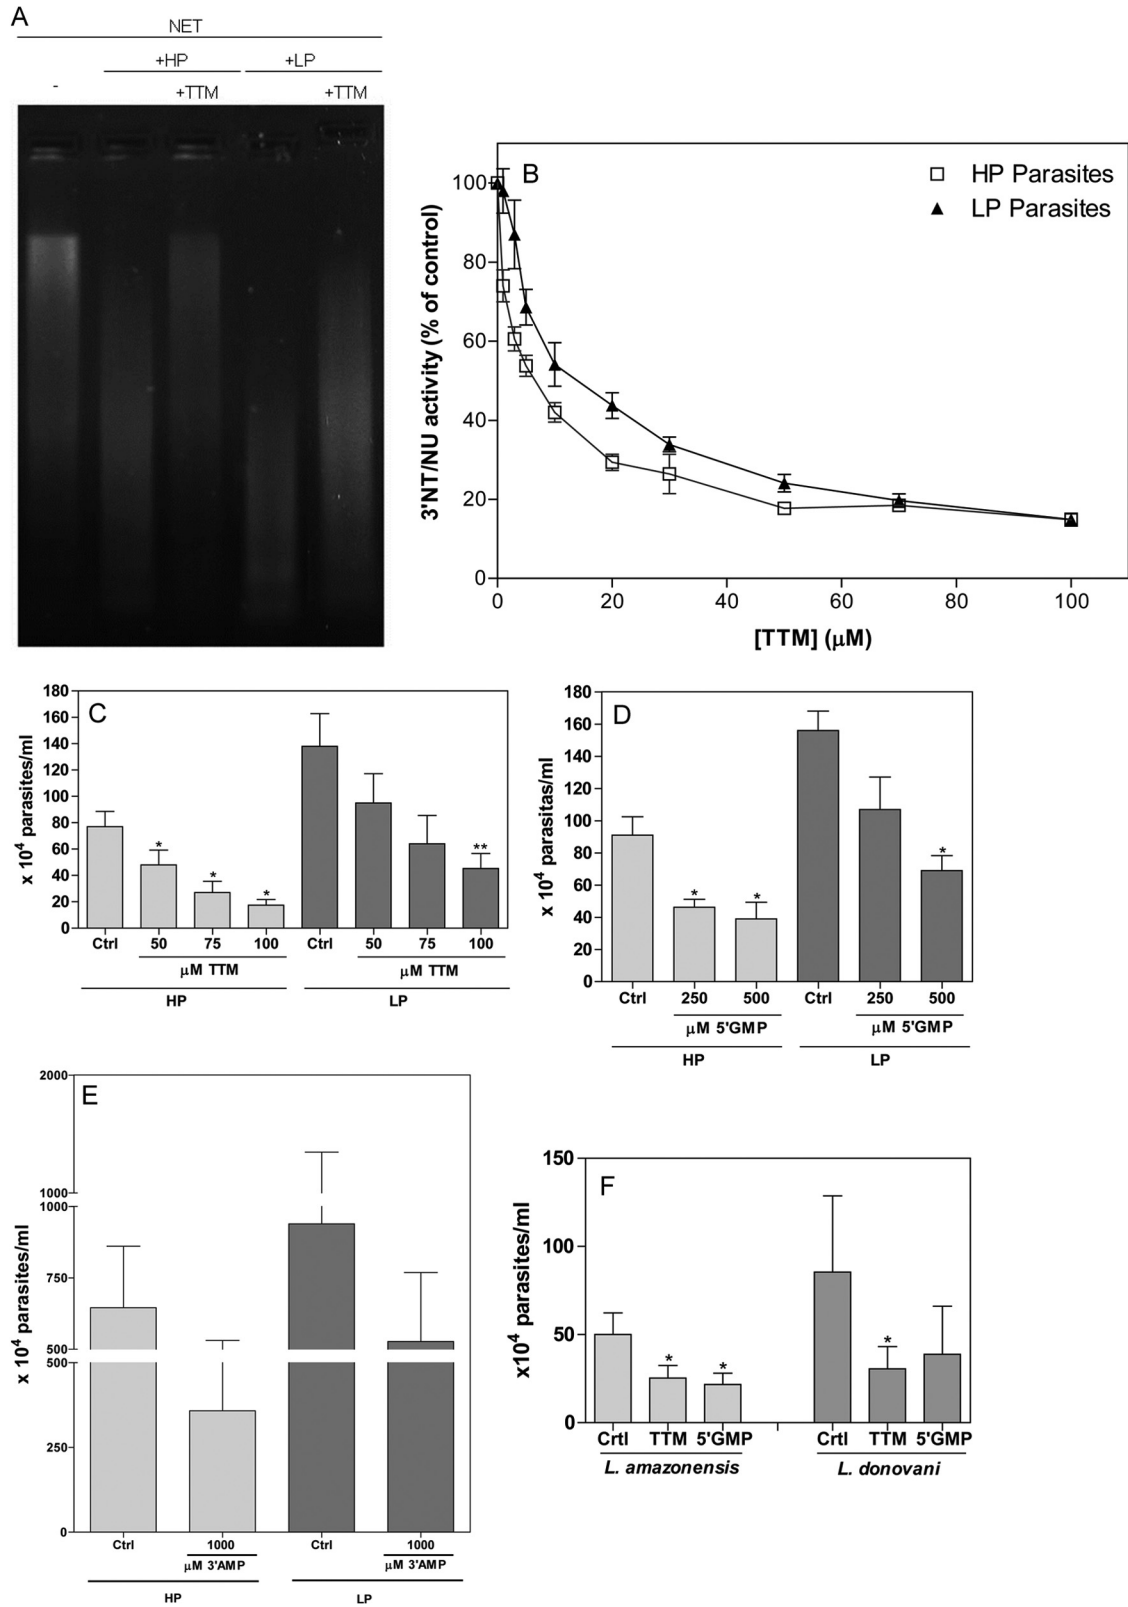 A
NET
+HP +LP
- +TTM +TTM
B
HP Parasites
LP Parasites
3'NT/NU activity (% of control)
100
80
60
40
20
0
0 20 40 60 80 100
[TTM] (μM)
C
x 10⁴ parasites/ml
180
160
140
120
100
80
60
40
20
0
* * * **
Ctrl 50 75 100 Ctrl 50 75 100
μM TTM μM TTM
HP LP
D
x 10⁴ parasitas/ml
180
160
140
120
100
80
60
40
20
0
* * *
Ctrl 250 500 Ctrl 250 500
μM 5'GMP μM 5'GMP
HP LP
E
x 10⁴ parasites/ml
2000
1000
1000
750
500
500
250
0
Ctrl 1000 Ctrl 1000
μM 3'AMP μM 3'AMP
HP LP
F
x10⁴ parasites/ml
150
100
50
0
* * *
Crtl TTM 5'GMP Crtl TTM 5'GMP
L. amazonensis L. donovani